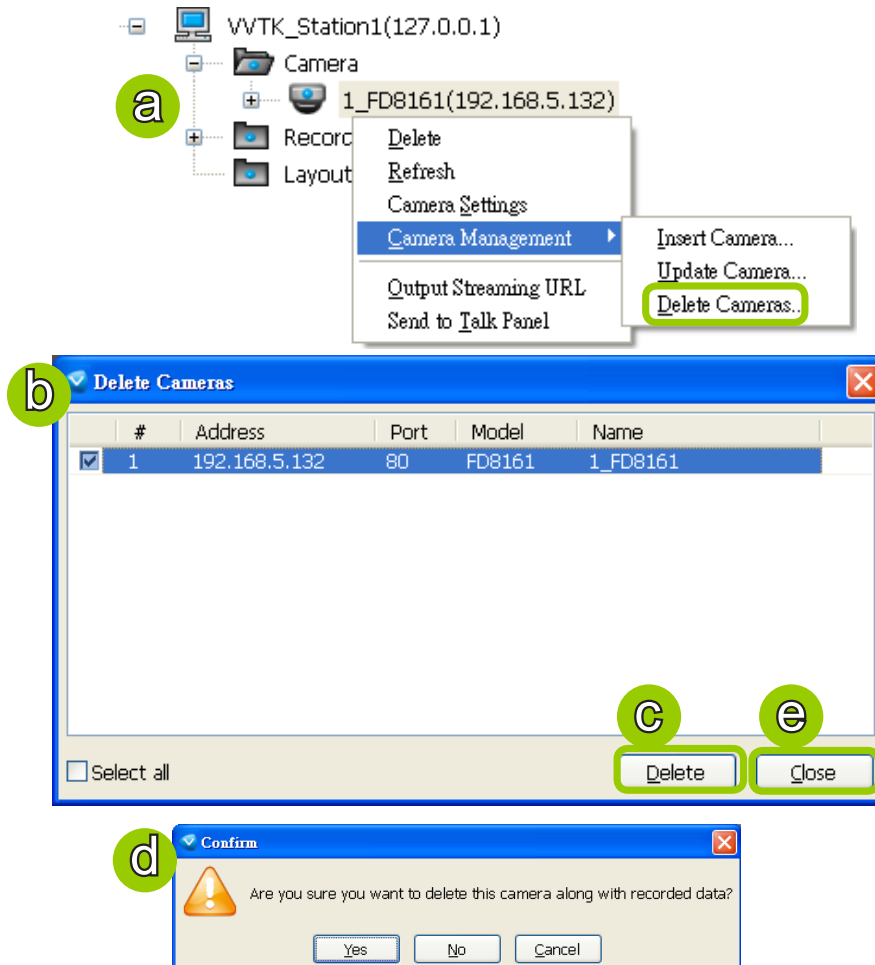 VVTK_Station1(127.0.0.1)
Camera
a
1_FD8161(192.168.5.132)
Record
Delete
Layout
Refresh
Camera Settings
Camera Management
Insert Camera...
Update Camera...
Output Streaming URL
Delete Cameras..
Send to Talk Panel
b
Delete Cameras
# Address Port Model Name
1 192.168.5.132 80 FD8161 1_FD8161
c e
Select all Delete Close
d
Confirm
Are you sure you want to delete this camera along with recorded data?
Yes No Cancel